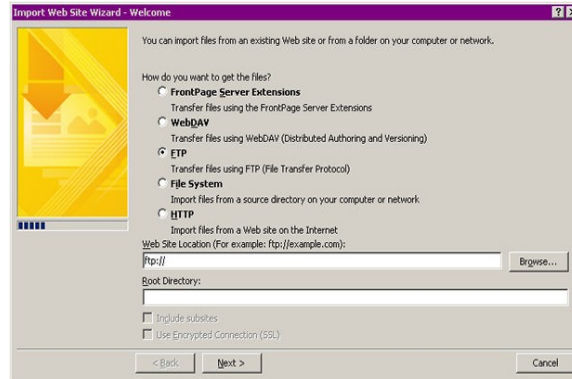 Import Web Site Wizard - Welcome
You can import files from an existing Web site or from a folder on your computer or network.
How do you want to get the files?
FrontPage Server Extensions
Transfer files using the FrontPage Server Extensions
WebDAV
Transfer files using WebDAV (Distributed Authoring and Versioning)
FTP
Transfer files using FTP (File Transfer Protocol)
File System
Import files from a source directory on your computer or network
HTTP
Import files from a Web site on the Internet
Web Site Location (For example: ftp://example.com):
ftp://
Browse...
Root Directory:
Include subsites
Use Encrypted Connection (SSL)
< Back Next > Cancel